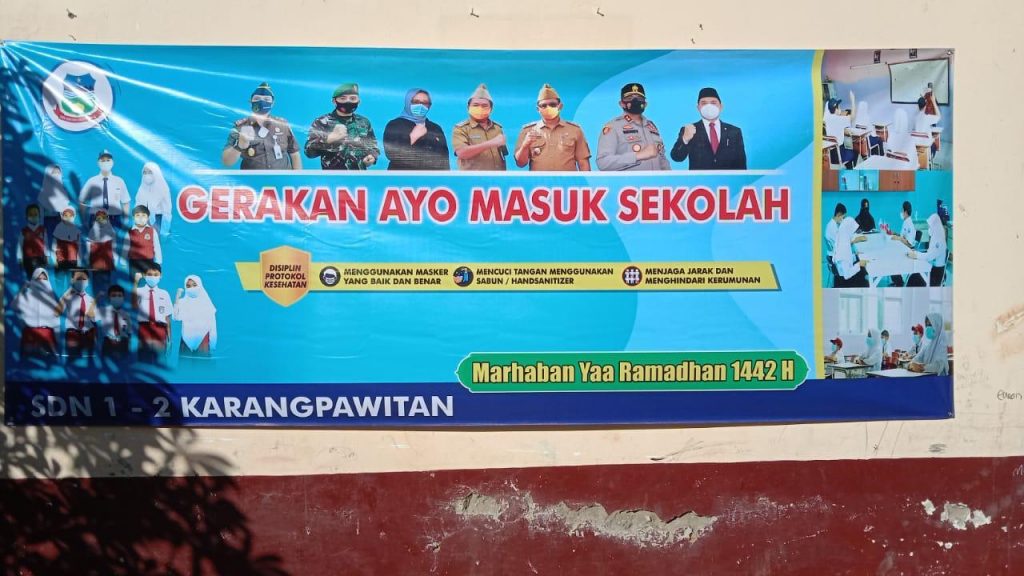 GERAKAN AYO MASUK SEKOLAH
DISIPLIN
PROTOKOL
KESEHATAN
MENGGUNAKAN MASKER
YANG BAIK DAN BENAR
MENCUCI TANGAN MENGGUNAKAN
SABUN / HANDSANITIZER
MENJAGA JARAK DAN
MENGHINDARI KERUMUNAN
Marhaban Yaa Ramadhan 1442 H
SDN 1 - 2 KARANGPAWITAN